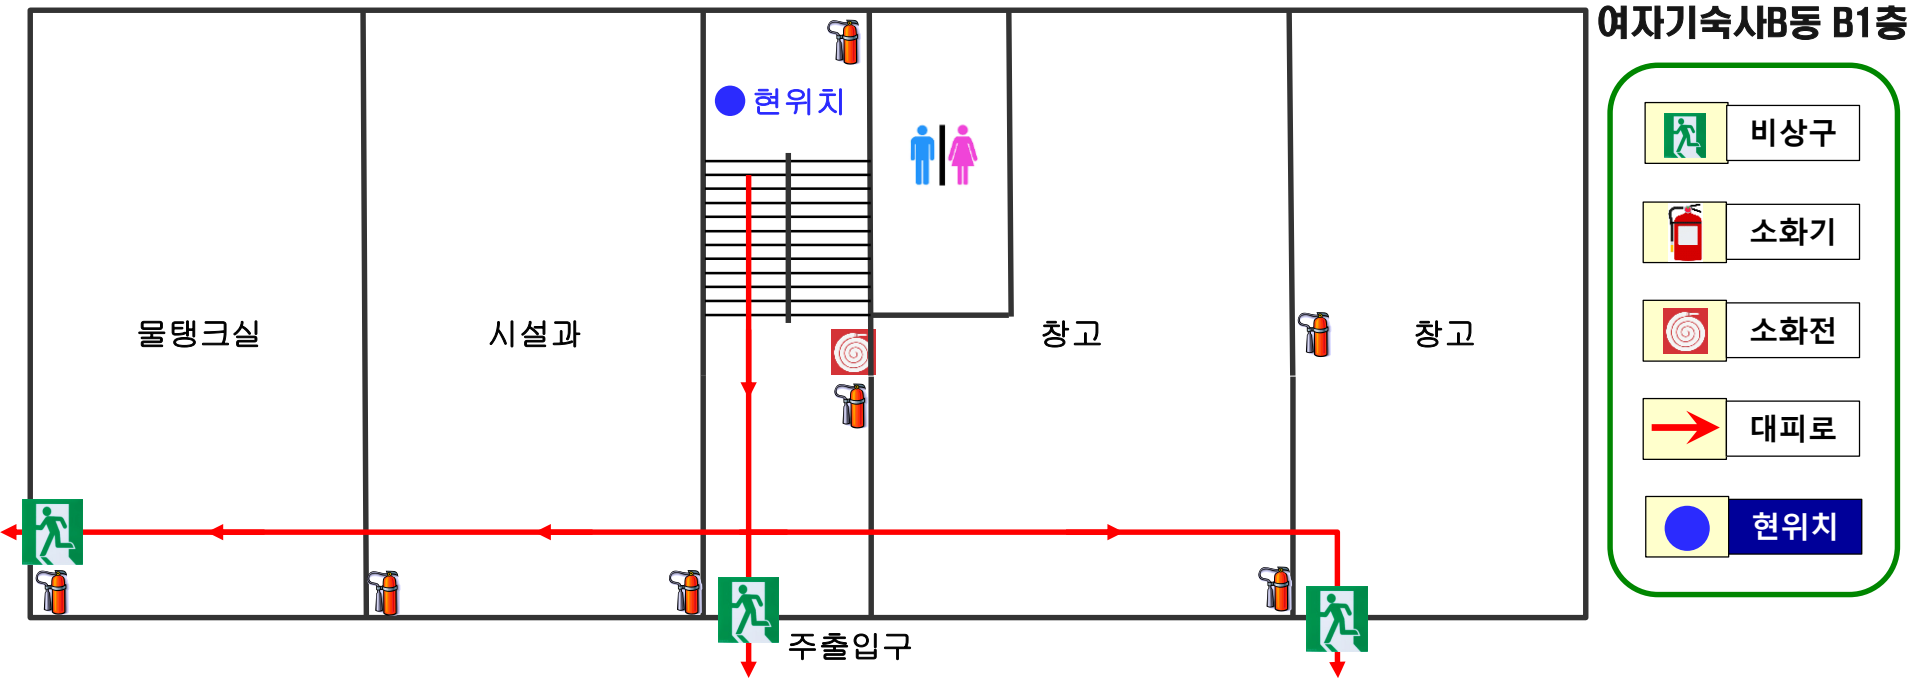 여자기숙사B동 B1층
현위치
물탱크실
시설과
창고
창고
주출입구
비상구
소화기
소화전
대피로
현위치